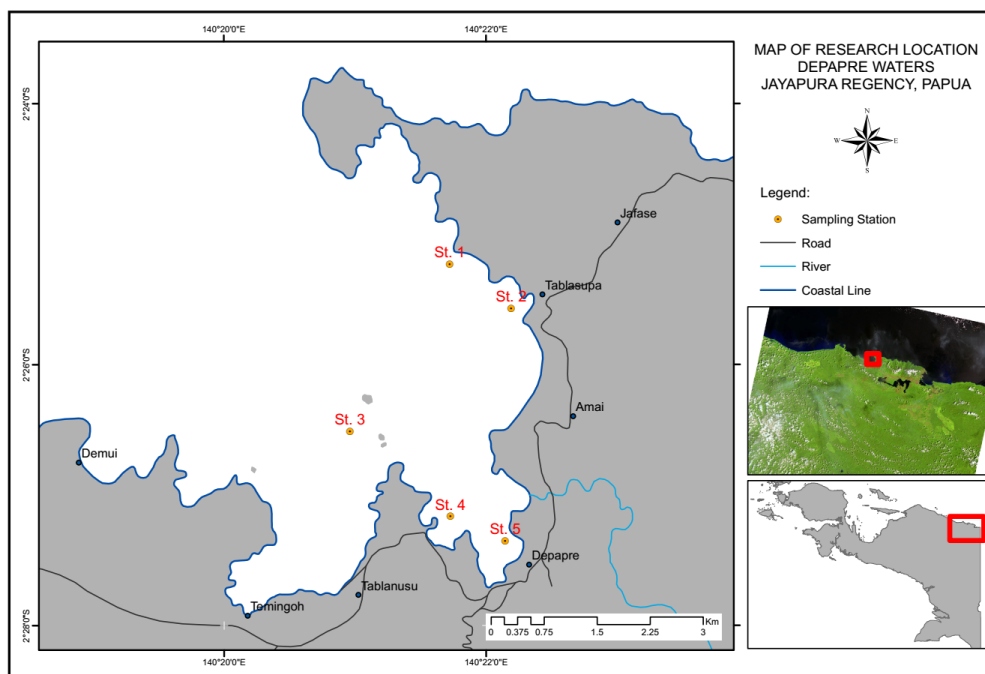 MAP OF RESEARCH LOCATION
DEPAPRE WATERS
JAYAPURA REGENCY, PAPUA
N
W
E
S
Legend:
Sampling Station
Road
River
Coastal Line
140°20'0"E
140°22'0"E
2°24'0"S
2°26'0"S
2°28'0"S
Jafase
St. 1
Tablasupa
St. 2
Amai
St. 3
Demui
St. 4
St. 5
Depapre
Tablanusu
Temingoh
Km
0
0.375
0.75
1.5
2.25
3
140°20'0"E
140°22'0"E